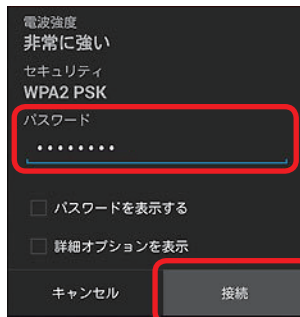 電波強度
非常に強い
セキュリティ
WPA2 PSK
パスワード
••••••••
パスワードを表示する
詳細オプションを表示
キャンセル
接続